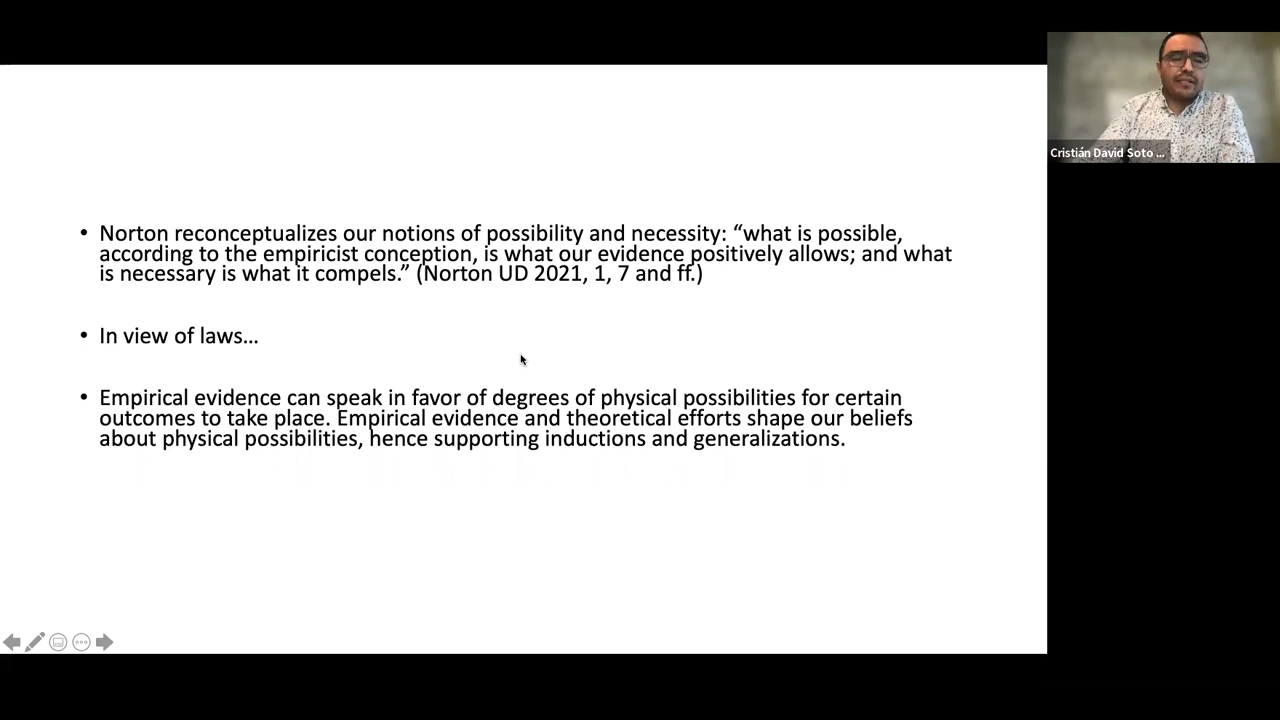 • Norton reconceptualizes our notions of possibility and necessity: “what is possible,
according to the empiricist conception, is what our evidence positively allows; and what
is necessary is what it compels.” (Norton UD 2021, 1, 7 and ff.)
• In view of laws…
• Empirical evidence can speak in favor of degrees of physical possibilities for certain
outcomes to take place. Empirical evidence and theoretical efforts shape our beliefs
about physical possibilities, hence supporting inductions and generalizations.
Cristián David Soto ...